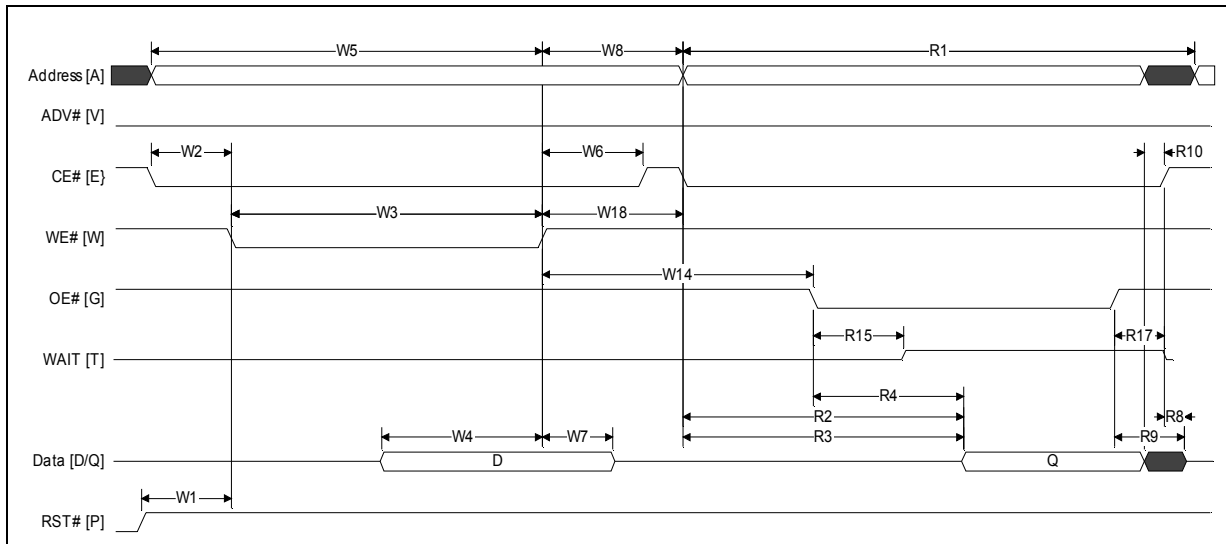 W5 W8 R1
Address [A]
ADV# [V]
W2 W6 R10
CE# [E}
W3 W18
WE# [W]
W14
OE# [G]
R15 R17
WAIT [T]
R4
R2 R8
W4 W7 R3 R9
Data [D/Q] D Q
W1
RST# [P]